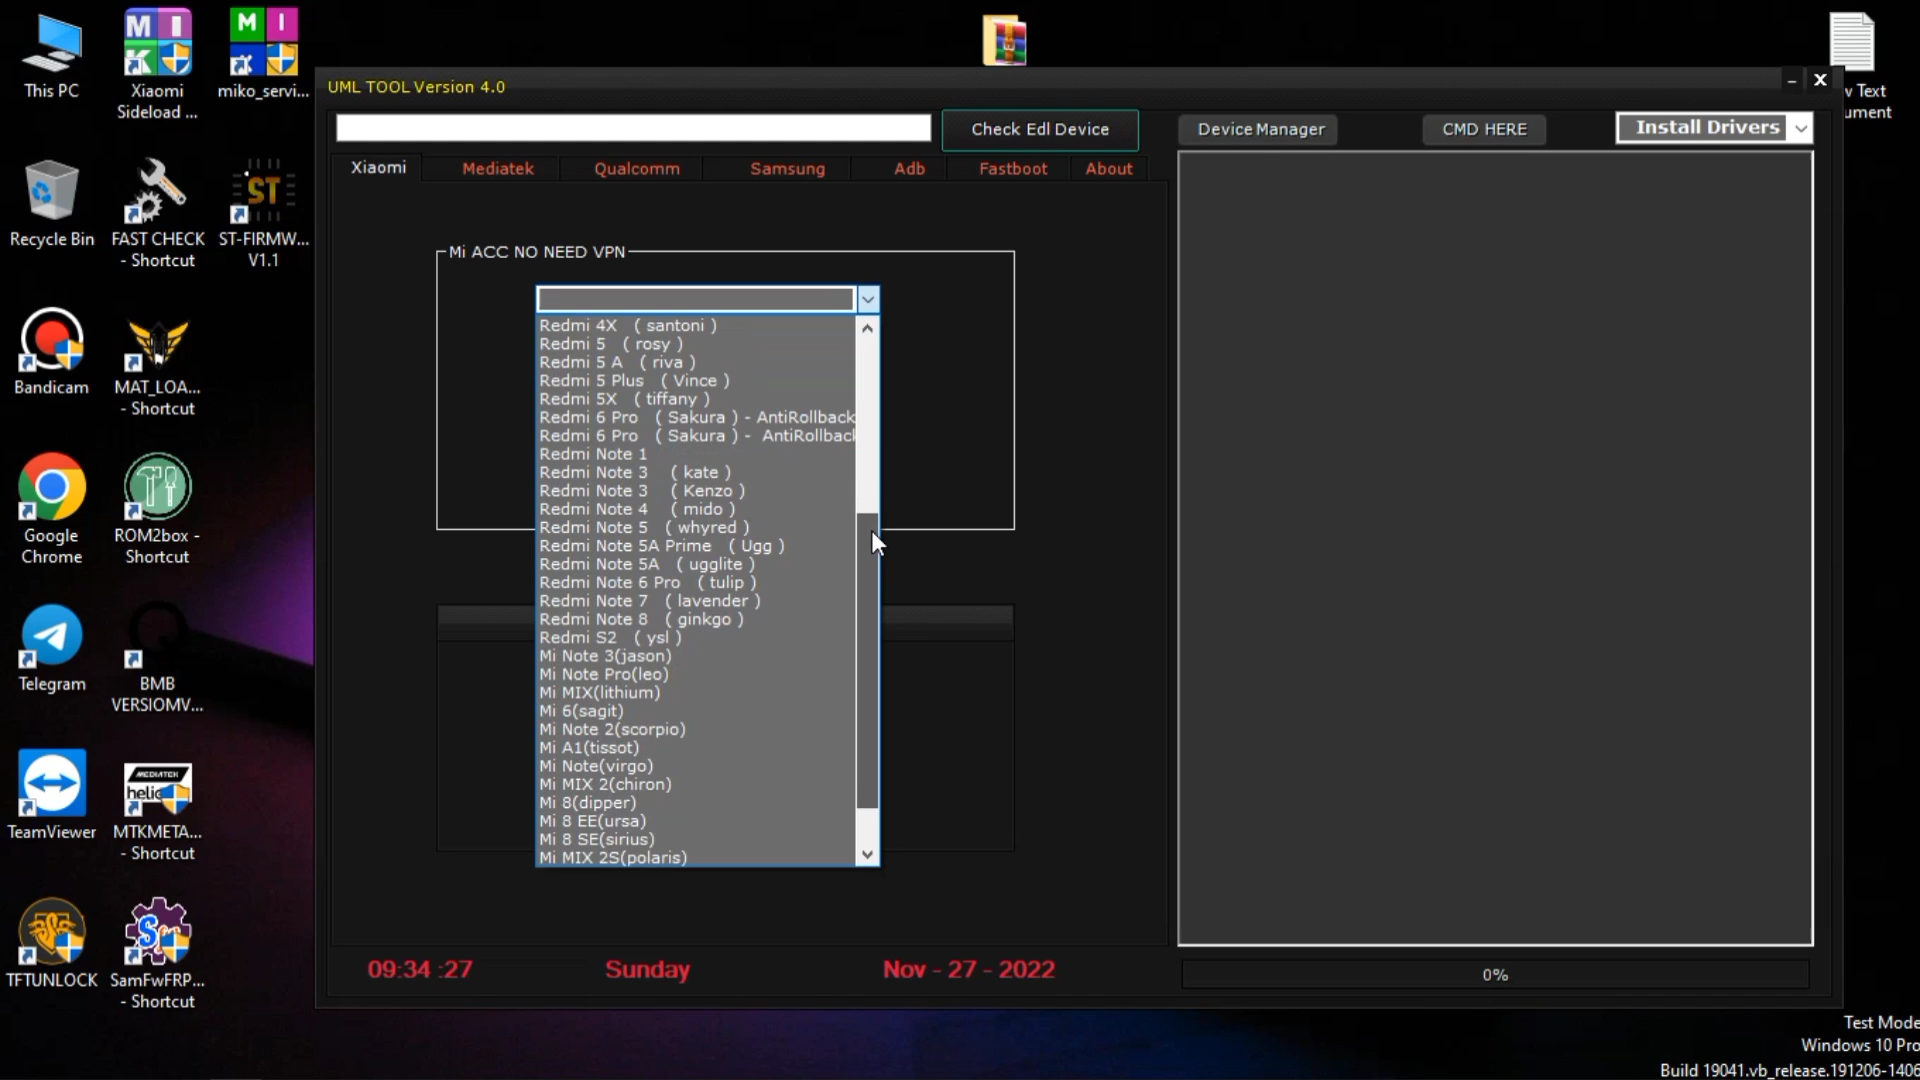 This PC
Xiaomi
Sideload ...
miko_servi...
Recycle Bin
FAST CHECK
- Shortcut
ST-FIRMW...
V1.1
Bandicam
MAT_LOA...
- Shortcut
Google
Chrome
ROM2box -
Shortcut
Telegram
BMB
VERSIOMV...
TeamViewer
MTKMETA...
- Shortcut
TFTUNLOCK
SamFwFRP...
- Shortcut
UML TOOL Version 4.0
Check Edl Device
Device Manager
CMD HERE
Install Drivers
Xiaomi
Mediatek
Qualcomm
Samsung
Adb
Fastboot
About
Mi ACC NO NEED VPN
Redmi 4X ( santoni )
Redmi 5 ( rosy )
Redmi 5 A ( riva )
Redmi 5 Plus ( Vince )
Redmi 5X ( tiffany )
Redmi 6 Pro ( Sakura ) - AntiRollback
Redmi 6 Pro ( Sakura ) - AntiRollback
Redmi Note 1
Redmi Note 3 ( kate )
Redmi Note 3 ( Kenzo )
Redmi Note 4 ( mido )
Redmi Note 5 ( whyred )
Redmi Note 5A Prime ( Ugg )
Redmi Note 5A ( ugglite )
Redmi Note 6 Pro ( tulip )
Redmi Note 7 ( lavender )
Redmi Note 8 ( ginkgo )
Redmi S2 ( ysl )
Mi Note 3(jason)
Mi Note Pro(leo)
Mi MIX(lithium)
Mi 6(sagit)
Mi Note 2(scorpio)
Mi A1(tissot)
Mi Note(virgo)
Mi MIX 2(chiron)
Mi 8(dipper)
Mi 8 EE(ursa)
Mi 8 SE(sirius)
Mi MIX 2S(polaris)
09:34 :27
Sunday
Nov - 27 - 2022
0%
Text
Test Mode
Windows 10 Pro
Build 19041.vb_release.191206-1406